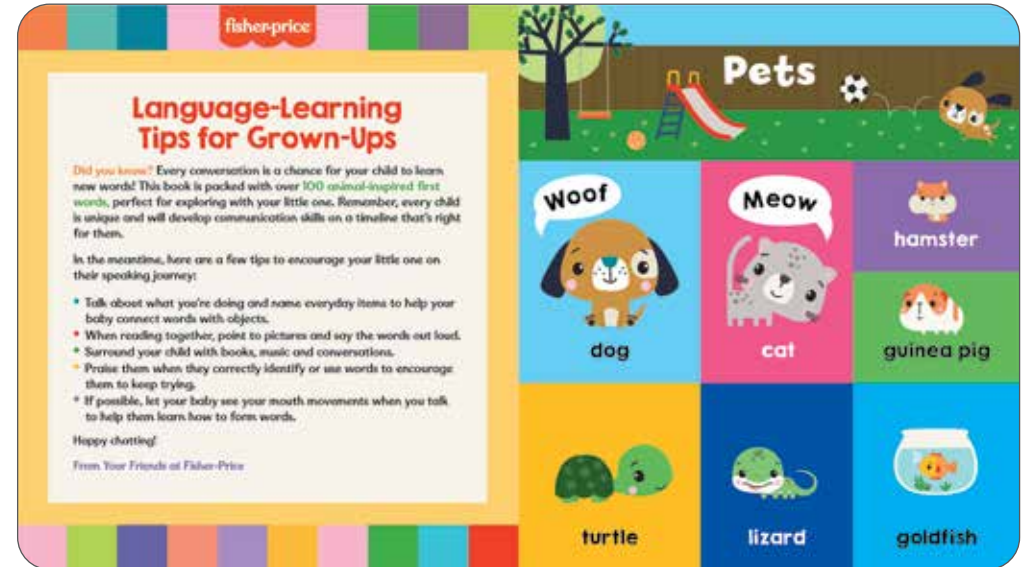 fisher-price
Language-Learning
Tips for Grown-Ups
Did you know? Every conversation is a chance for your child to learn
new words! This book is packed with over 100 animal-inspired first
words, perfect for exploring with your little one. Remember, every child
is unique and will develop communication skills on a timeline that's right
for them.
In the meantime, here are a few tips to encourage your little one on
their speaking journey:
• Talk about what you're doing and name everyday items to help your
baby connect words with objects.
• When reading together, point to pictures and say the words out loud.
• Surround your child with books, music and conversations.
• Praise them when they correctly identify or use words to encourage
them to keep trying.
• If possible, let your baby see your mouth movements when you talk
to help them learn how to form words.
Happy chatting!
From Your Friends at Fisher-Price
Pets
Woof
dog
Meow
cat
hamster
guinea pig
turtle
lizard
goldfish